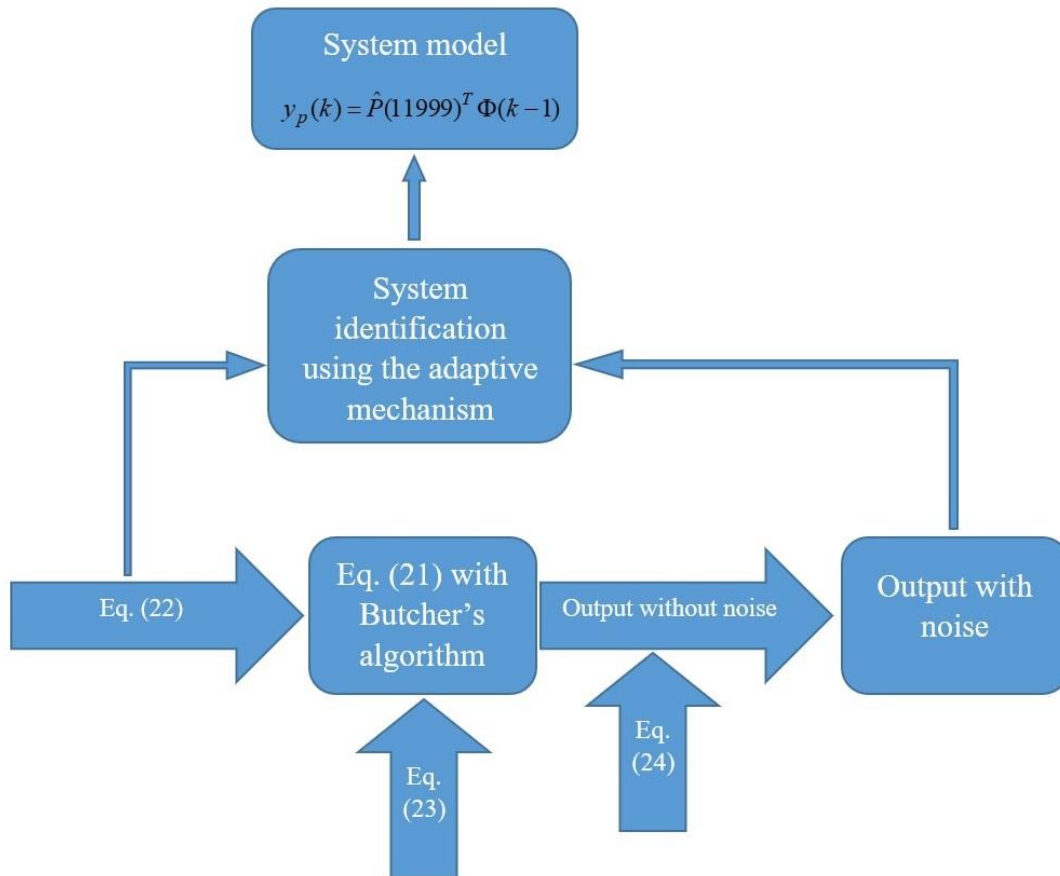 System model
y_p(k) = P̂(11999)^T Φ(k−1)
System
identification
using the adaptive
mechanism
Eq. (22)
Eq. (21) with
Butcher’s
algorithm
Output without noise
Output with
noise
Eq.
(23)
Eq.
(24)